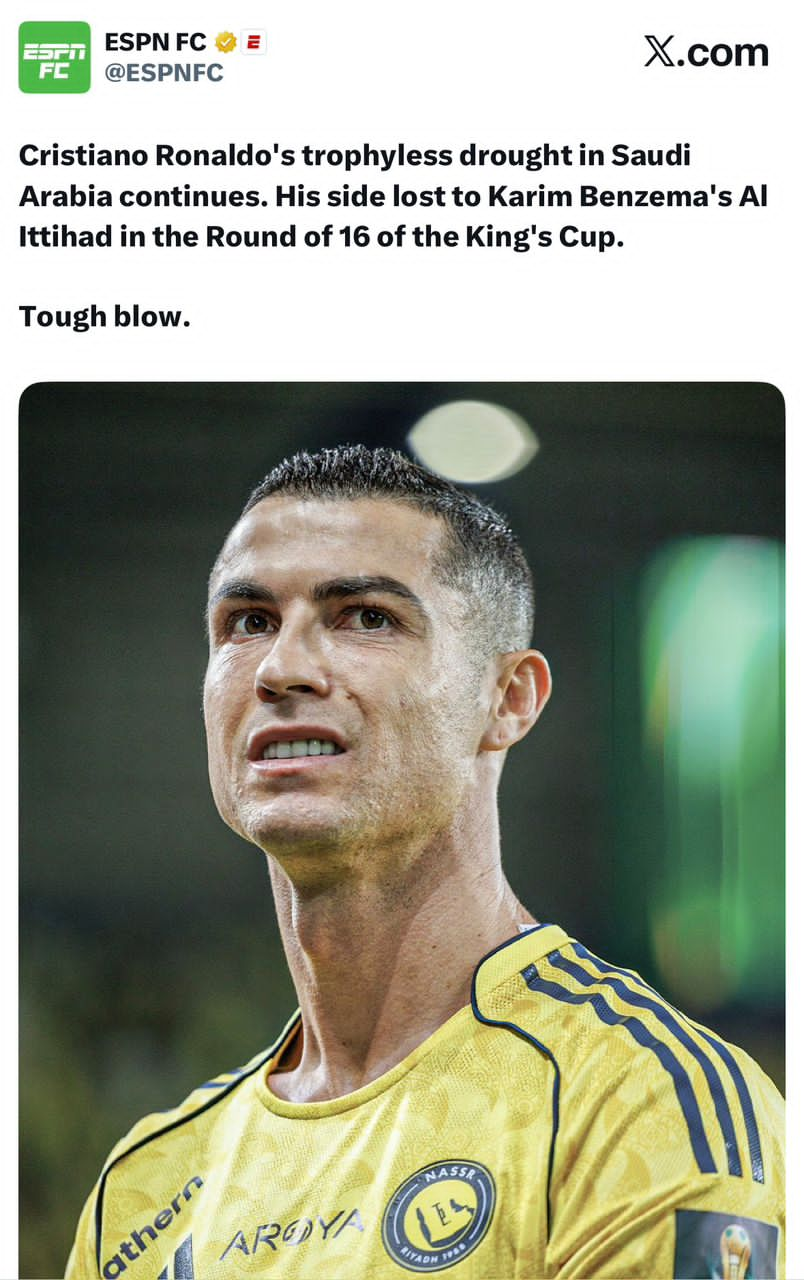 ESPN FC
ESPN FC
@ESPNFC
X.com
Cristiano Ronaldo's trophyless drought in Saudi
Arabia continues. His side lost to Karim Benzema's Al
Ittihad in the Round of 16 of the King's Cup.
Tough blow.
NASSR
RIYADH 1955
athern
AROYA